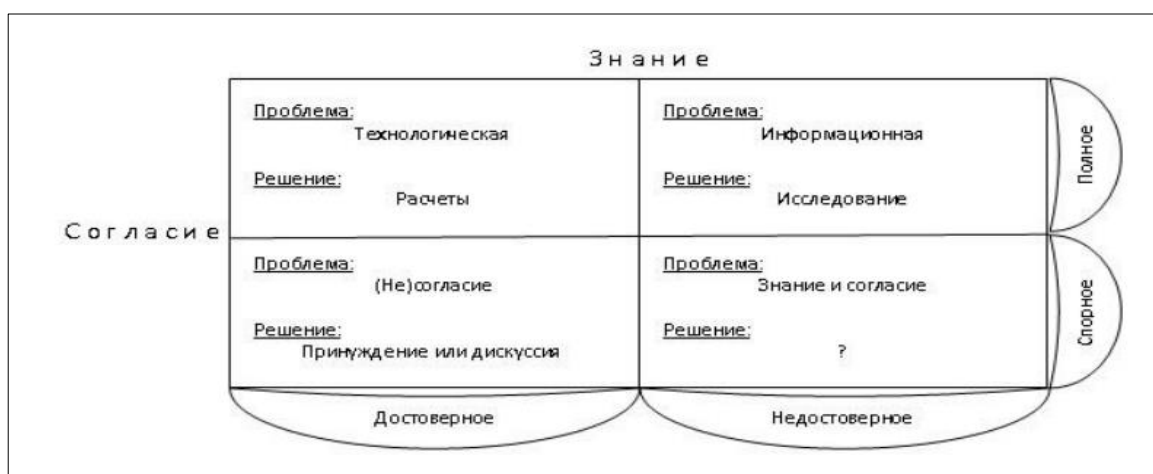 Знание
Проблема:
Технологическая
Решение:
Расчеты
Проблема:
Информационная
Решение:
Исследование
Полное
Согласие
Проблема:
(Не)согласие
Решение:
Принуждение или дискуссия
Проблема:
Знание и согласие
Решение:
?
Спорное
Достоверное
Недостоверное